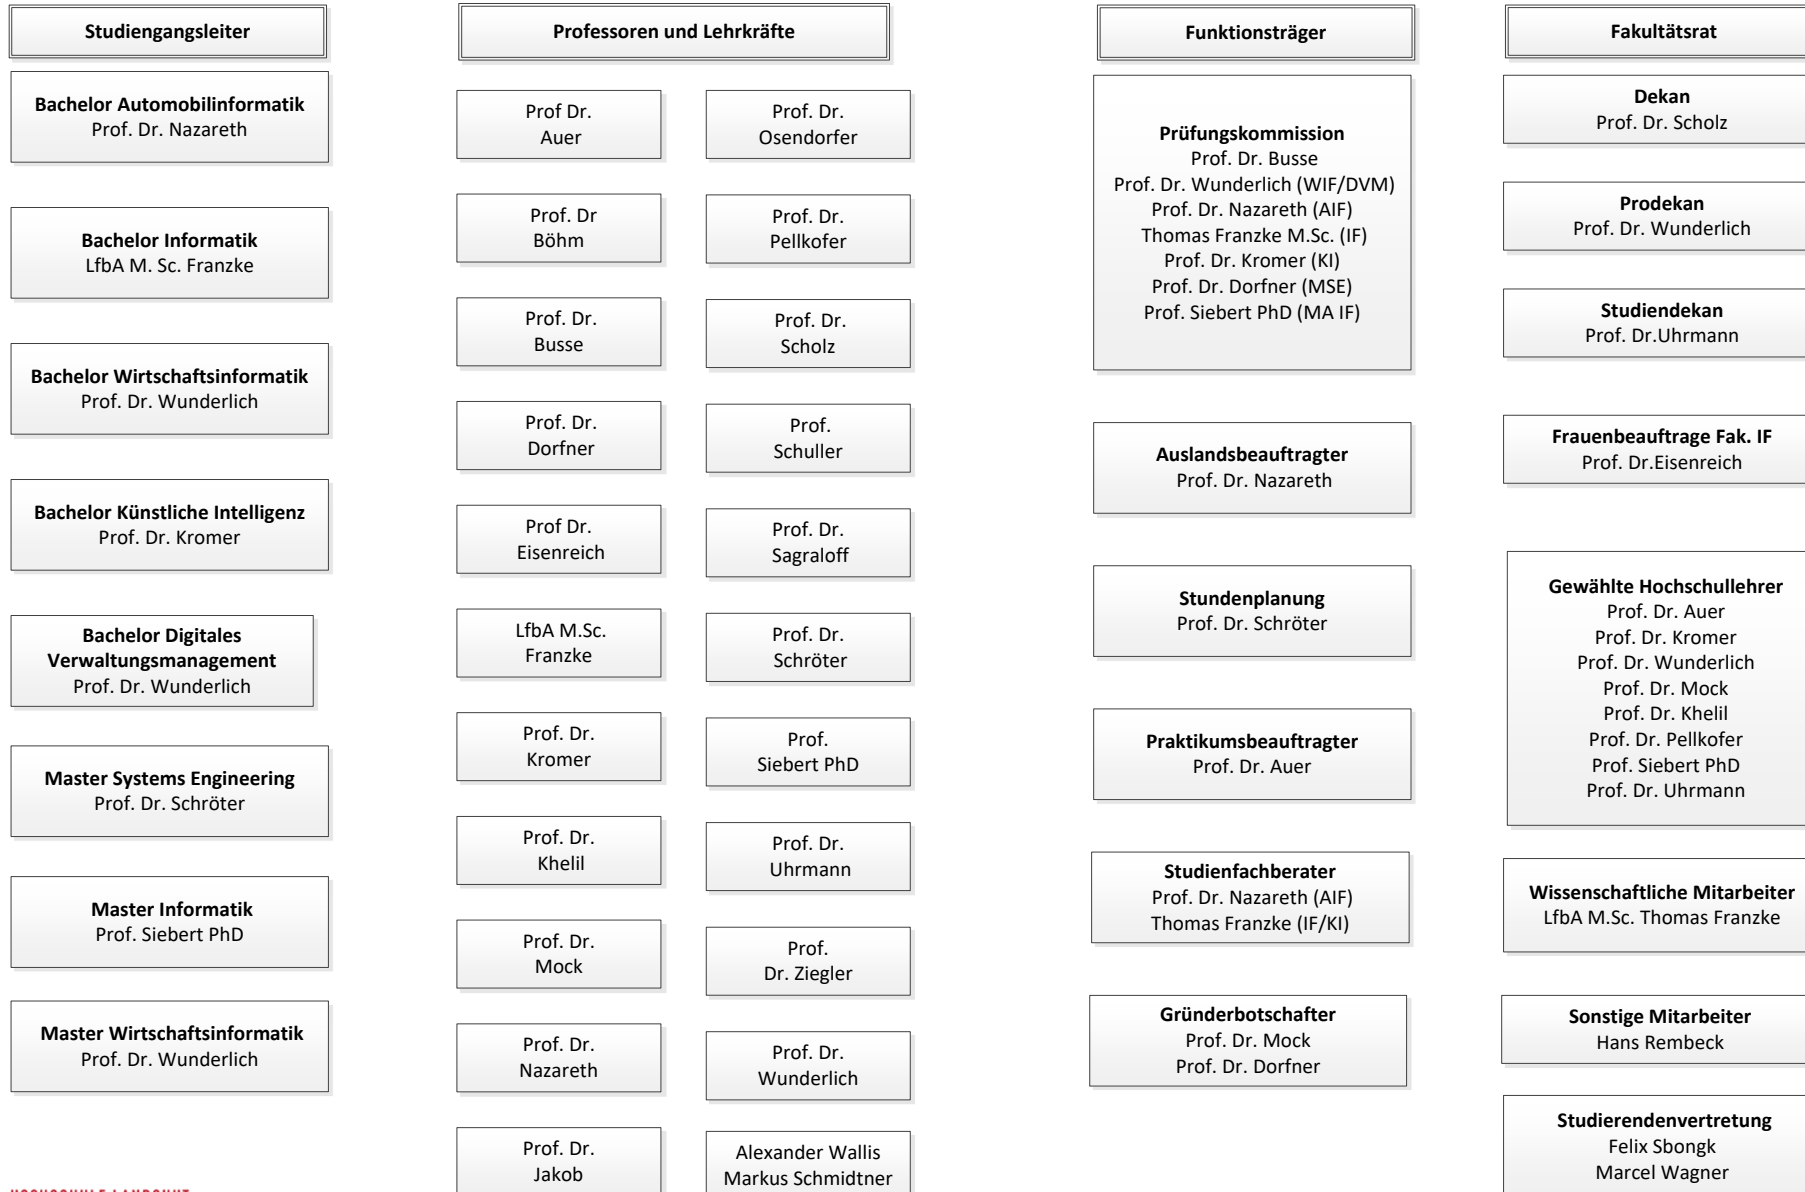 Studiengangsleiter
Bachelor Automobilinformatik
Prof. Dr. Nazareth
Bachelor Informatik
LfbA M. Sc. Franzke
Bachelor Wirtschaftsinformatik
Prof. Dr. Wunderlich
Bachelor Künstliche Intelligenz
Prof. Dr. Kromer
Bachelor Digitales
Verwaltungsmanagement
Prof. Dr. Wunderlich
Master Systems Engineering
Prof. Dr. Schröter
Master Informatik
Prof. Siebert PhD
Master Wirtschaftsinformatik
Prof. Dr. Wunderlich
Professoren und Lehrkräfte
Prof Dr.
Auer
Prof. Dr
Böhm
Prof. Dr.
Busse
Prof. Dr.
Dorfner
Prof Dr.
Eisenreich
LfbA M.Sc.
Franzke
Prof. Dr.
Kromer
Prof. Dr.
Khelil
Prof. Dr.
Mock
Prof. Dr.
Nazareth
Prof. Dr.
Jakob
Prof. Dr.
Osendorfer
Prof. Dr.
Pellkofer
Prof. Dr.
Scholz
Prof.
Schuller
Prof. Dr.
Sagraloff
Prof. Dr.
Schröter
Prof.
Siebert PhD
Prof. Dr.
Uhrmann
Prof.
Dr. Ziegler
Prof. Dr.
Wunderlich
Alexander Wallis
Markus Schmidtner
Funktionsträger
Prüfungskommission
Prof. Dr. Busse
Prof. Dr. Wunderlich (WIF/DVM)
Prof. Dr. Nazareth (AIF)
Thomas Franzke M.Sc. (IF)
Prof. Dr. Kromer (KI)
Prof. Dr. Dorfner (MSE)
Prof. Siebert PhD (MA IF)
Auslandsbeauftragter
Prof. Dr. Nazareth
Stundenplanung
Prof. Dr. Schröter
Praktikumsbeauftragter
Prof. Dr. Auer
Studienfachberater
Prof. Dr. Nazareth (AIF)
Thomas Franzke (IF/KI)
Gründerbotschafter
Prof. Dr. Mock
Prof. Dr. Dorfner
Fakultätsrat
Dekan
Prof. Dr. Scholz
Prodekan
Prof. Dr. Wunderlich
Studiendekan
Prof. Dr.Uhrmann
Frauenbeauftrage Fak. IF
Prof. Dr.Eisenreich
Gewählte Hochschullehrer
Prof. Dr. Auer
Prof. Dr. Kromer
Prof. Dr. Wunderlich
Prof. Dr. Mock
Prof. Dr. Khelil
Prof. Dr. Pellkofer
Prof. Siebert PhD
Prof. Dr. Uhrmann
Wissenschaftliche Mitarbeiter
LfbA M.Sc. Thomas Franzke
Sonstige Mitarbeiter
Hans Rembeck
Studierendenvertretung
Felix Sbongk
Marcel Wagner